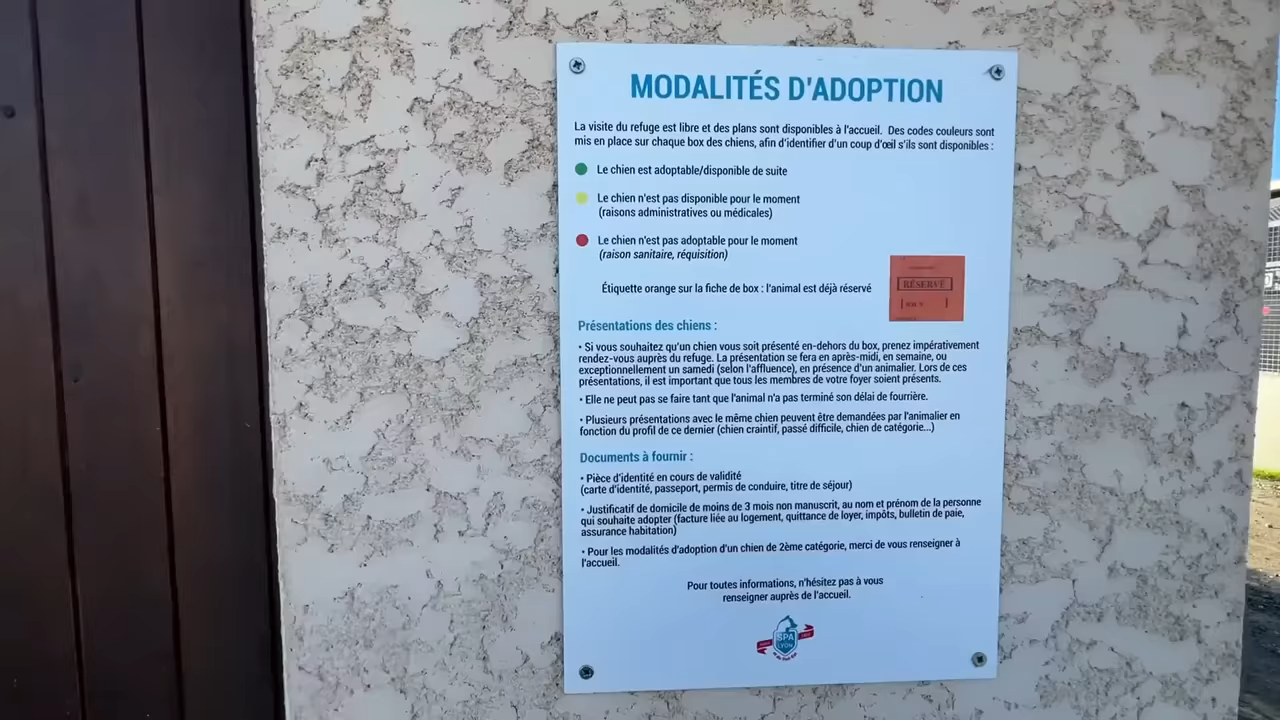 MODALITÉS D'ADOPTION
La visite du refuge est libre et des plans sont disponibles à l'accueil. Des codes couleurs sont
mis en place sur chaque box des chiens, afin d'identifier d'un coup d'œil s'ils sont disponibles :
Le chien est adoptable/disponible de suite
Le chien n'est pas disponible pour le moment
(raisons administratives ou médicales)
Le chien n'est pas adoptable pour le moment
(raison sanitaire, réquisition)
Étiquette orange sur la fiche de box : l'animal est déjà réservé
RÉSERVÉ
Présentations des chiens :
• Si vous souhaitez qu'un chien vous soit présenté en-dehors du box, prenez impérativement
rendez-vous auprès du refuge. La présentation se fera en après-midi, en semaine, ou
exceptionnellement un samedi (selon l'affluence), en présence d'un animalier. Lors de ces
présentations, il est important que tous les membres de votre foyer soient présents.
• Elle ne peut pas se faire tant que l'animal n'a pas terminé son délai de fourrière.
• Plusieurs présentations avec le même chien peuvent être demandées par l'animalier en
fonction du profil de ce dernier (chien craintif, passé difficile, chien de catégorie...)
Documents à fournir :
• Pièce d'identité en cours de validité
(carte d'identité, passeport, permis de conduire, titre de séjour)
• Justificatif de domicile de moins de 3 mois non manuscrit, au nom et prénom de la personne
qui souhaite adopter (facture liée au logement, quittance de loyer, impôts, bulletin de paie,
assurance habitation)
• Pour les modalités d'adoption d'un chien de 2ème catégorie, merci de vous renseigner à
l'accueil.
Pour toutes informations, n'hésitez pas à vous
renseigner auprès de l'accueil.
SPA
LYON